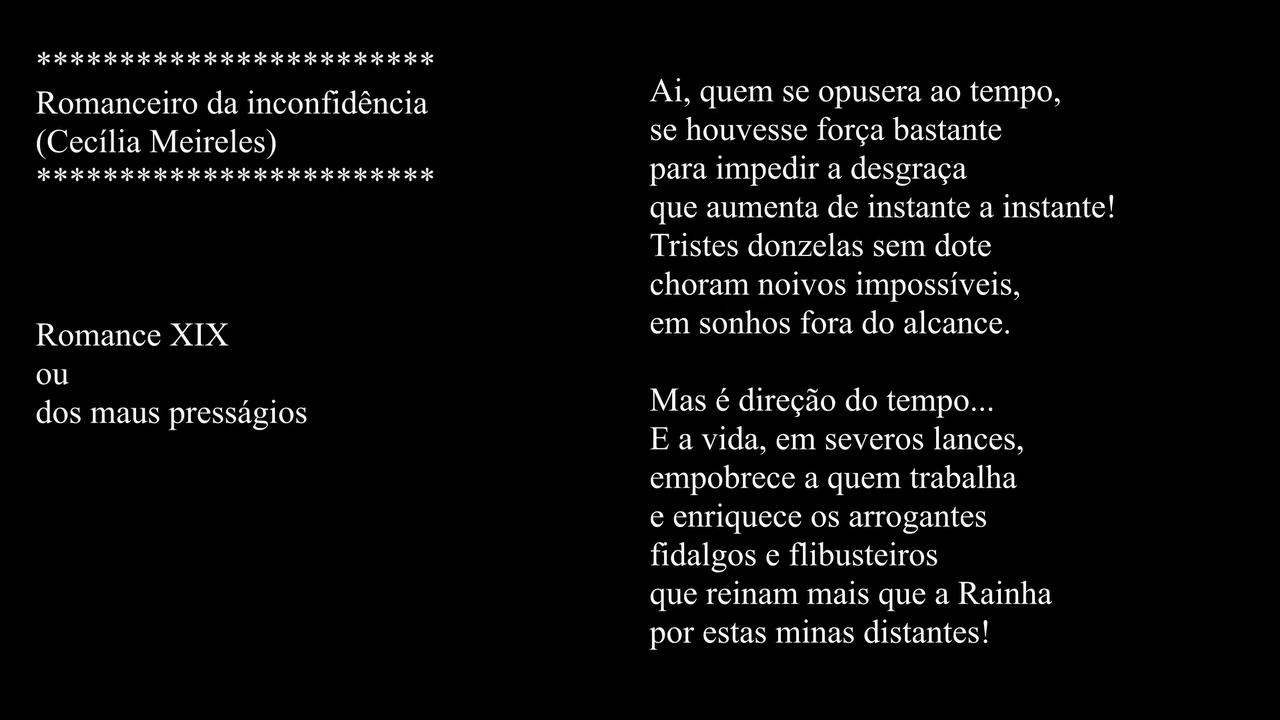 ************************
Romanceiro da inconfidência
(Cecília Meireles)
************************
Romance XIX
ou
dos maus presságios
Ai, quem se opusera ao tempo,
se houvesse força bastante
para impedir a desgraça
que aumenta de instante a instante!
Tristes donzelas sem dote
choram noivos impossíveis,
em sonhos fora do alcance.
Mas é direção do tempo...
E a vida, em severos lances,
empobrece a quem trabalha
e enriquece os arrogantes
fidalgos e flibusteiros
que reinam mais que a Rainha
por estas minas distantes!